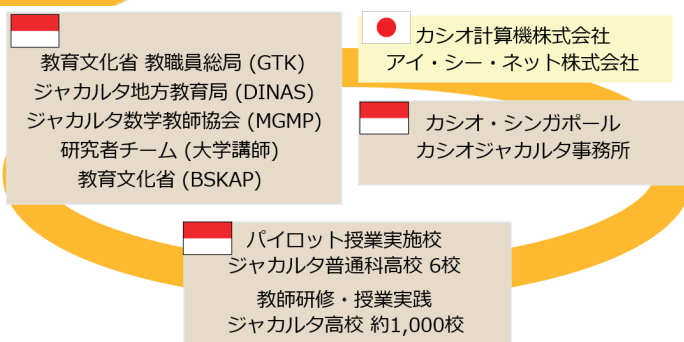 教育文化省 教職員総局 (GTK)
ジャカルタ地方教育局 (DINAS)
ジャカルタ数学教師協会 (MGMP)
研究者チーム (大学講師)
教育文化省 (BSKAP)
カシオ計算機株式会社
アイ・シー・ネット株式会社
カシオ・シンガポール
カシオジャカルタ事務所
パイロット授業実施校
ジャカルタ普通科高校 6校
教師研修・授業実践
ジャカルタ高校 約1,000校